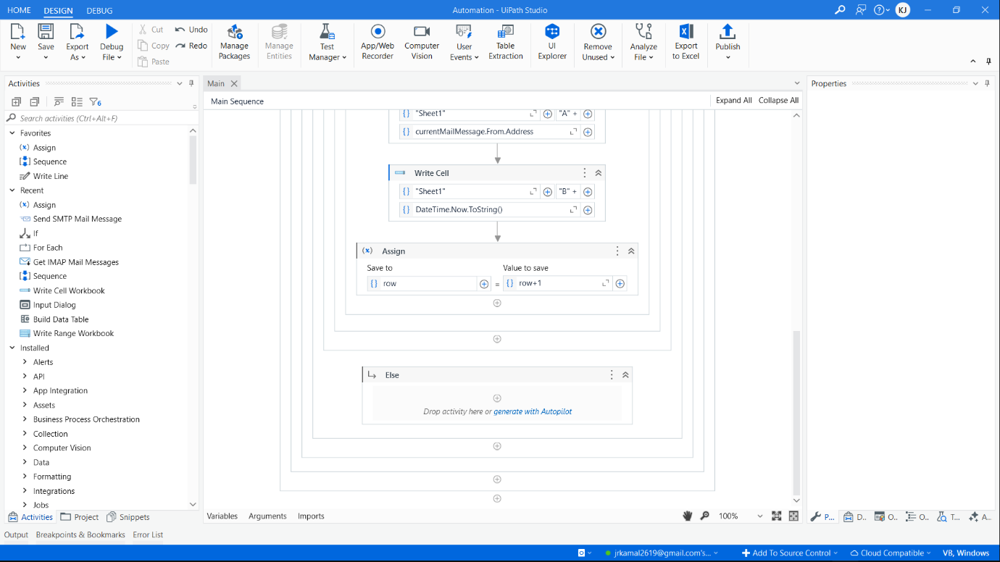 HOME DESIGN DEBUG Automation - UiPath Studio KJ
New Save Export As Debug File Cut Copy Paste Undo Redo Manage Packages Manage Entities Test Manager App/Web Recorder Computer Vision User Events Table Extraction UI Explorer Remove Unused Analyze File Export to Excel Publish
Activities
6
Search activities (Ctrl+Alt+F)
Favorites
(x) Assign
Sequence
Write Line
Recent
(x) Assign
Send SMTP Mail Message
If
For Each
Get IMAP Mail Messages
Sequence
Write Cell Workbook
Input Dialog
Build Data Table
Write Range Workbook
Installed
Alerts
API
App Integration
Assets
Business Process Orchestration
Collection
Computer Vision
Data
Formatting
Integrations
Jobs
Activities Project Snippets
Main
Main Sequence Expand All Collapse All
{} "Sheet1" "A" +
{} currentMailMessage.From.Address
Write Cell
{} "Sheet1" "B" +
{} DateTime.Now.ToString()
(x) Assign
Save to Value to save
{} row = {} row+1
Else
Drop activity here or generate with Autopilot
Variables Arguments Imports 100%
Properties
P... D.. O.. O.. T... A...
Output Breakpoints & Bookmarks Error List
jrkamal2619@gmail.com's... Add To Source Control Cloud Compatible VB, Windows